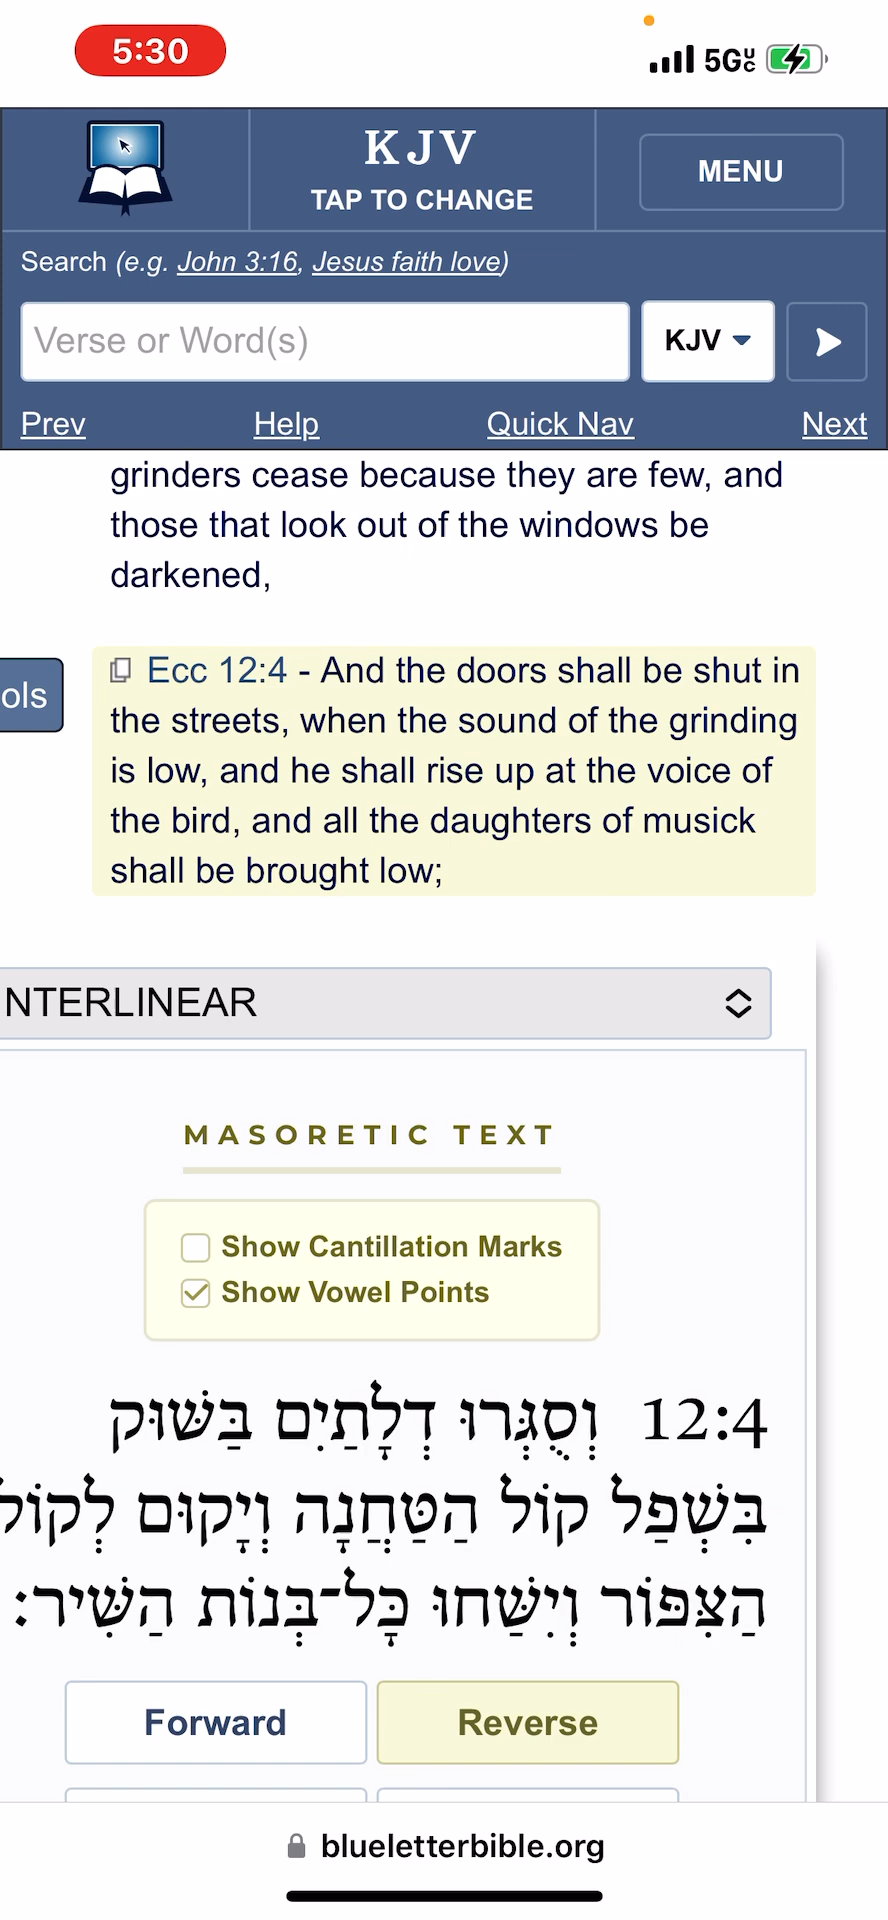 5:30
5GUC
KJV
TAP TO CHANGE
MENU
Search (e.g. John 3:16, Jesus faith love)
Verse or Word(s)
KJV
Prev Help Quick Nav Next
grinders cease because they are few, and
those that look out of the windows be
darkened,
ols
Ecc 12:4 - And the doors shall be shut in
the streets, when the sound of the grinding
is low, and he shall rise up at the voice of
the bird, and all the daughters of musick
shall be brought low;
NTERLINEAR
MASORETIC TEXT
Show Cantillation Marks
Show Vowel Points
12:4 וְסֻגְּרוּ דְלָתַיִם בַּשּׁוּק
בִּשְׁפַל קוֹל הַטַּחֲנָה וְיָקוּם לְקוֹל
הַצִּפּוֹר וְיִשַּׁחוּ כָּל־בְּנוֹת הַשִּׁיר׃
Forward Reverse
blueletterbible.org